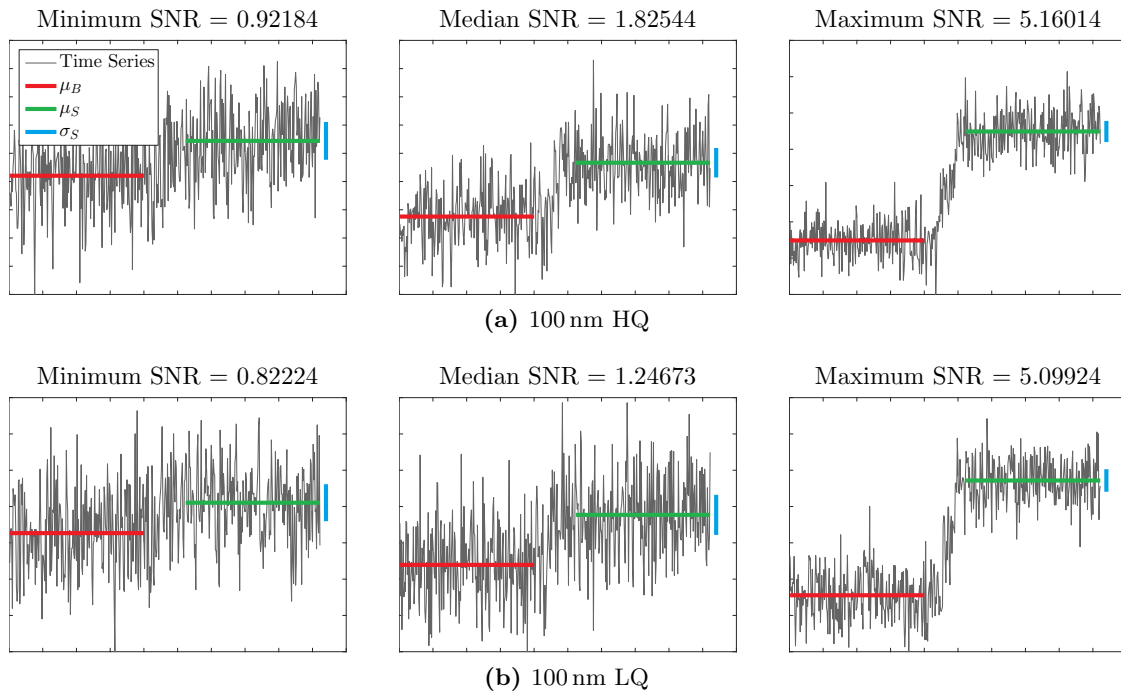 Minimum SNR = 0.92184
Median SNR = 1.82544
Maximum SNR = 5.16014
Time Series
μ_B
μ_S
σ_S
(a) 100 nm HQ
Minimum SNR = 0.82224
Median SNR = 1.24673
Maximum SNR = 5.09924
(b) 100 nm LQ